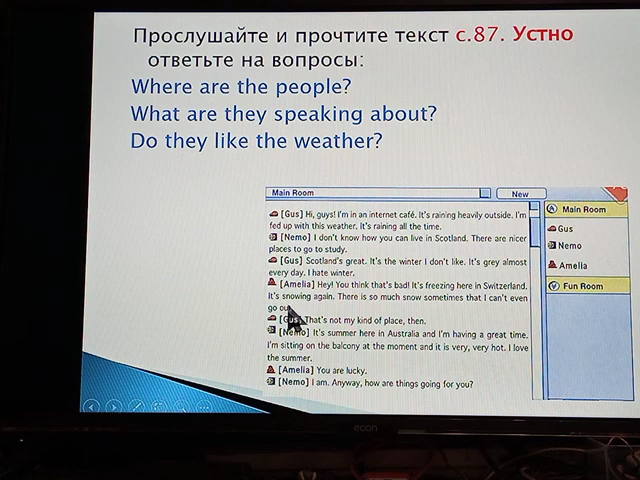 Прослушайте и прочтите текст с.87. Устно
ответьте на вопросы:
Where are the people?
What are they speaking about?
Do they like the weather?
Main Room
New
[Gus] Hi, guys! I'm in an internet café. It's raining heavily outside. I'm
fed up with this weather. It's raining all the time.
[Nemo] I don't know how you can live in Scotland. There are nicer
places to go to study.
[Gus] Scotland's great. It's the winter I don't like. It's grey almost
every day. I hate winter.
[Amelia] Hey! You think that's bad! It's freezing here in Switzerland.
It's snowing again. There is so much snow sometimes that I can't even
go
[Gus] That's not my kind of place, then.
[Nemo] It's summer here in Australia and I'm having a great time.
I'm sitting on the balcony at the moment and it is very, very hot. I love
the summer.
[Amelia] You are lucky.
[Nemo] I am. Anyway, how are things going for you?
Main Room
Gus
Nemo
Amelia
Fun Room
econ